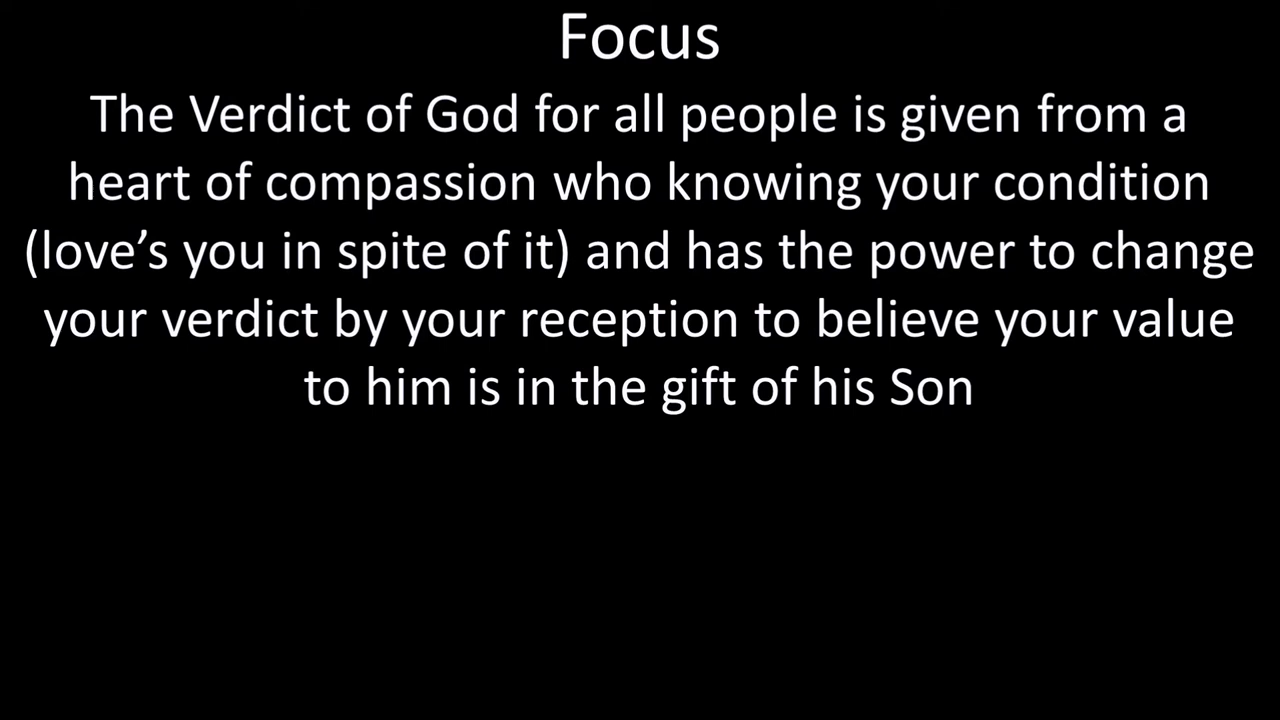 Focus
The Verdict of God for all people is given from a
heart of compassion who knowing your condition
(love’s you in spite of it) and has the power to change
your verdict by your reception to believe your value
to him is in the gift of his Son